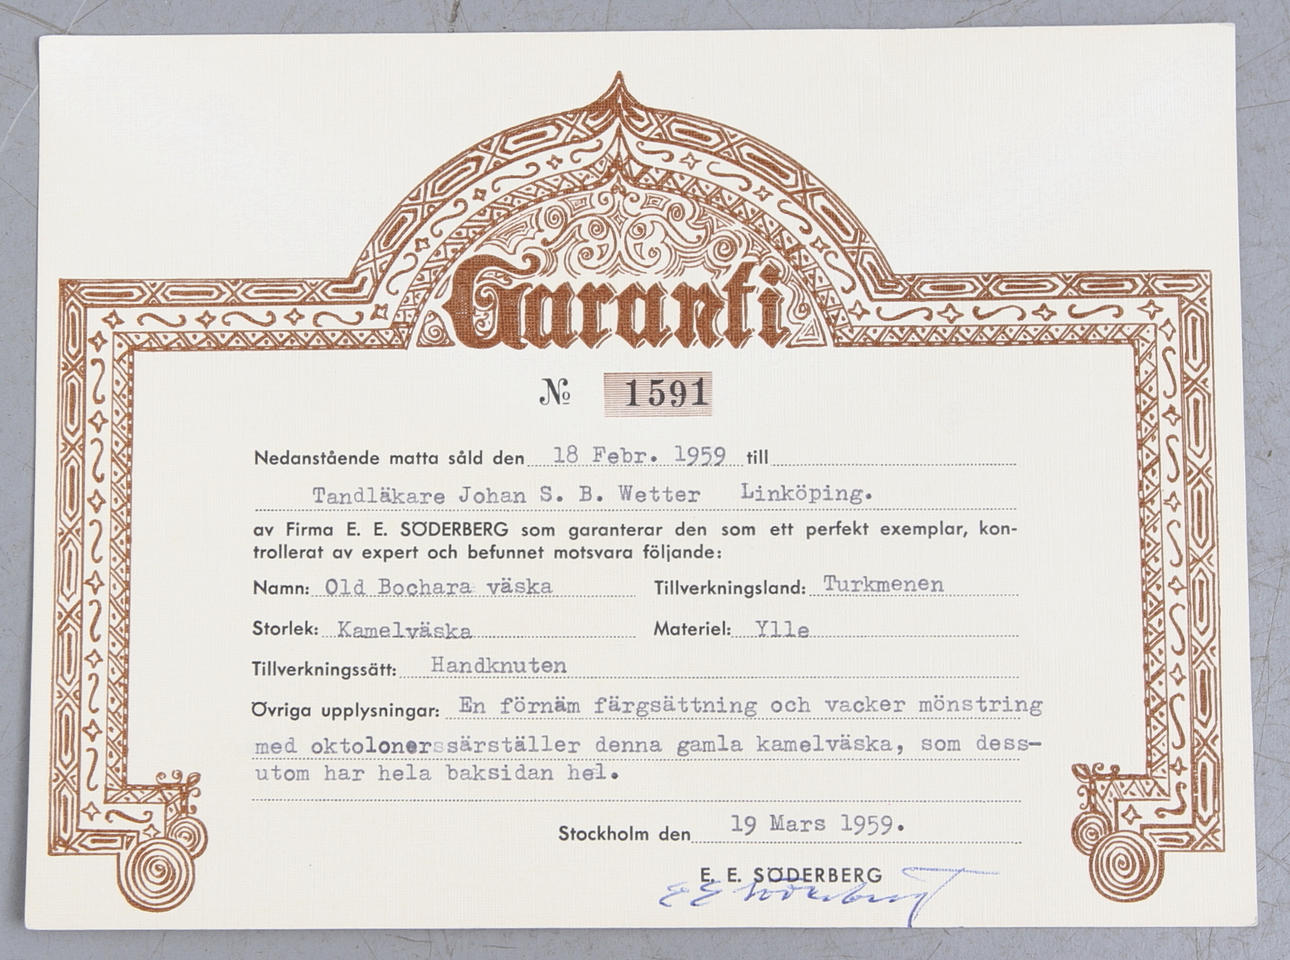 Garanti
№ 1591
Nedanstående matta såld den 18 Febr. 1959 till
Tandläkare Johan S. B. Wetter Linköping.
av Firma E. E. SÖDERBERG som garanterar den som ett perfekt exemplar, kon-
trollerat av expert och befunnet motsvara följande:
Namn: Old Bochara väska Tillverkningsland: Turkmenen
Storlek: Kamelväska Materiel: Ylle
Tillverkningssätt: Handknuten
Övriga upplysningar: En förnäm färgsättning och vacker mönstring
med oktoloner särställer denna gamla kamelväska, som dess-
utom har hela baksidan hel.
Stockholm den 19 Mars 1959.
E. E. SÖDERBERG
E E Söderberg